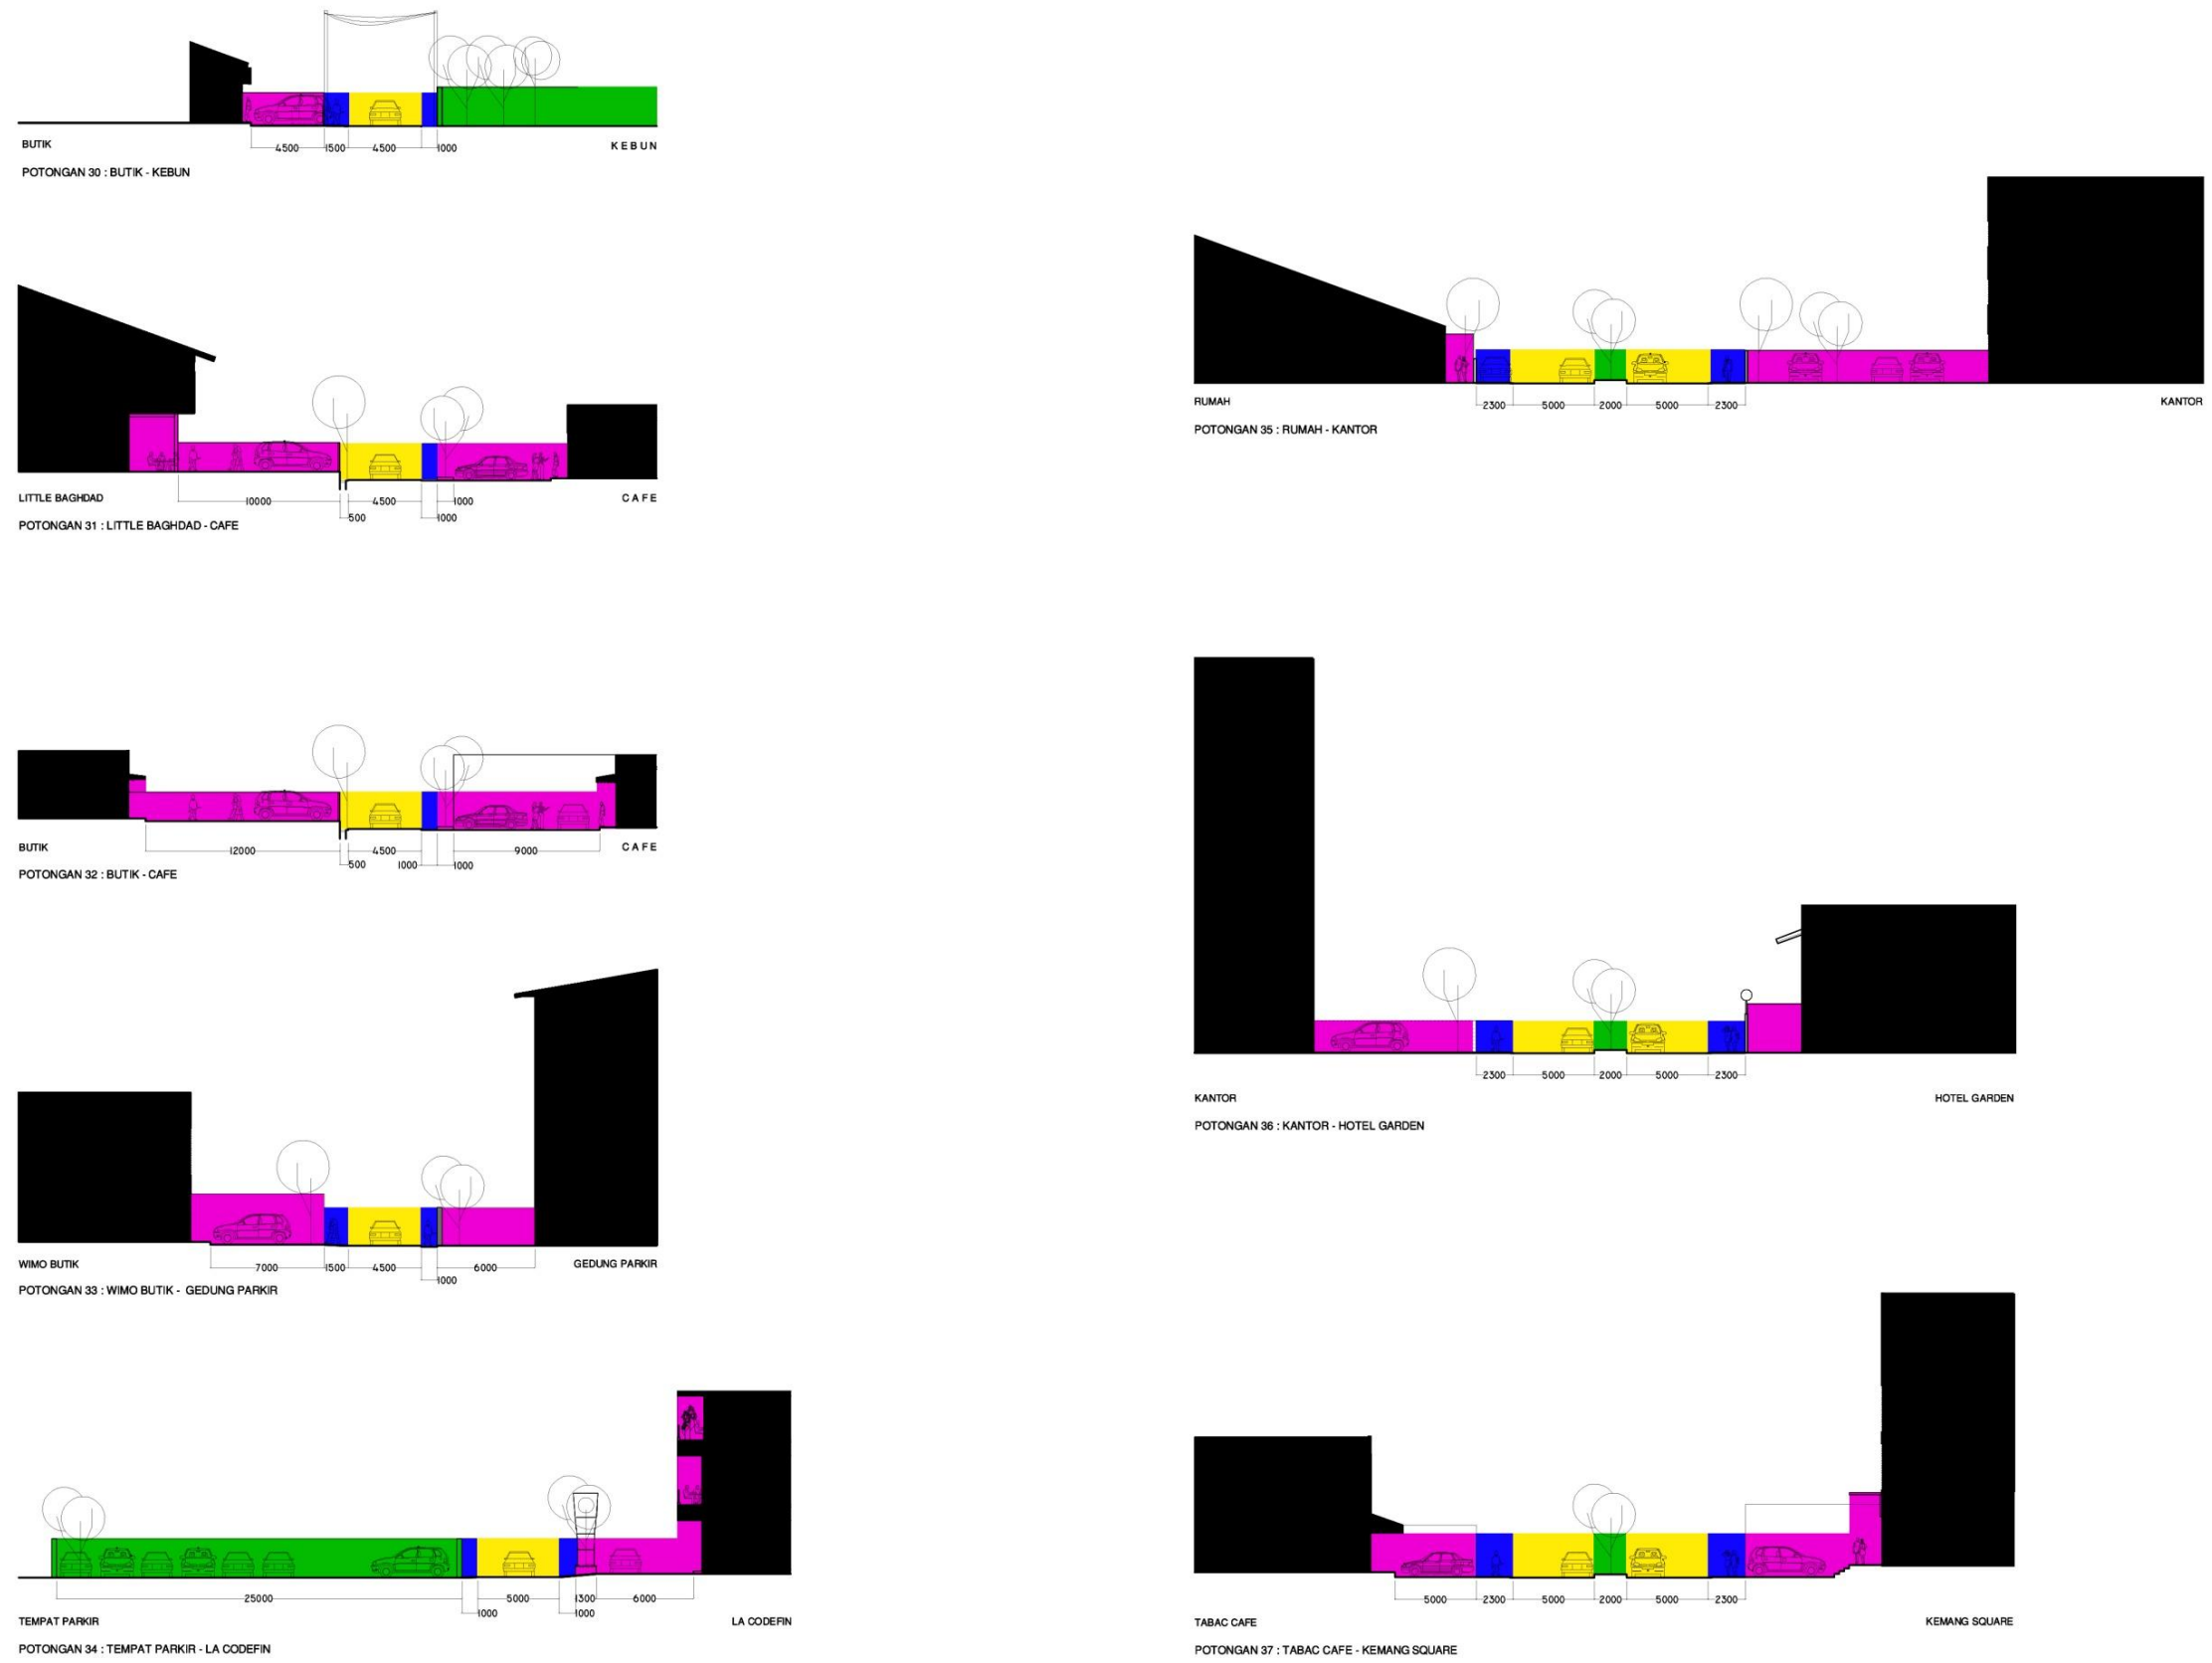 4500 1500 4500 1000
BUTIK K E B U N
POTONGAN 30 : BUTIK - KEBUN
LITTLE BAGHDAD C A F E
10000 4500 1000
500 1000
POTONGAN 31 : LITTLE BAGHDAD - CAFE
BUTIK C A F E
12000 4500 9000
500 1000 1000
POTONGAN 32 : BUTIK - CAFE
WIMO BUTIK GEDUNG PARKIR
7000 1500 4500 6000
1000
POTONGAN 33 : WIMO BUTIK - GEDUNG PARKIR
25000 5000 1300 6000
1000 1000
TEMPAT PARKIR LA CODEFIN
POTONGAN 34 : TEMPAT PARKIR - LA CODEFIN
RUMAH KANTOR
2300 5000 2000 5000 2300
POTONGAN 35 : RUMAH - KANTOR
2300 5000 2000 5000 2300
KANTOR HOTEL GARDEN
POTONGAN 36 : KANTOR - HOTEL GARDEN
5000 2300 5000 2000 5000 2300
TABAC CAFE KEMANG SQUARE
POTONGAN 37 : TABAC CAFE - KEMANG SQUARE